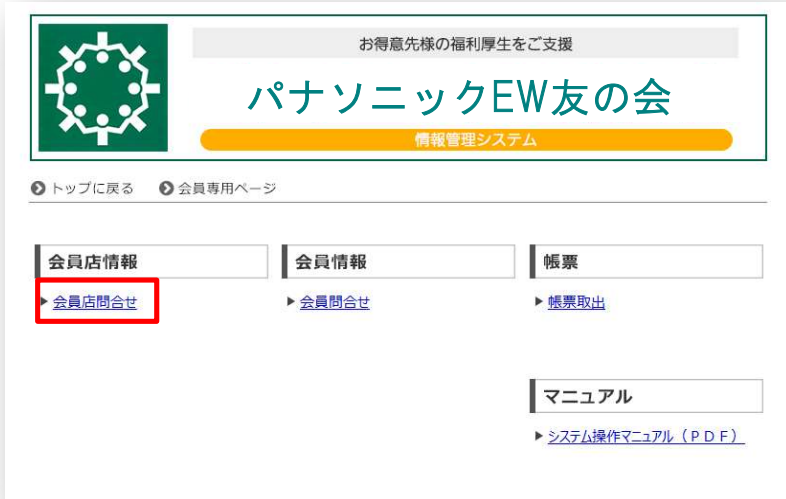 お得意先様の福利厚生をご支援
パナソニックEW友の会
情報管理システム
トップに戻る 会員専用ページ
会員店情報 会員情報 帳票
会員店問合せ 会員問合せ 帳票取出
マニュアル
システム操作マニュアル（ＰＤＦ）